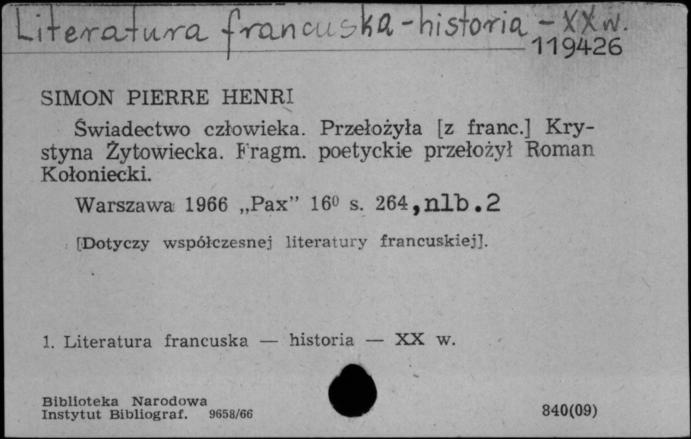 Literatura francuska - historia - XX w.
119426
SIMON PIERRE HENRI
Świadectwo człowieka. Przełożyła [z franc.] Kry-
styna Żytowiecka. Fragm. poetyckie przełożył Roman
Kołoniecki.
Warszawa 1966 „Pax” 16⁰ s. 264,nlb.2
[Dotyczy współczesnej literatury francuskiej].
1. Literatura francuska — historia — XX w.
Biblioteka Narodowa
Instytut Bibliograf. 9658/66
840(09)